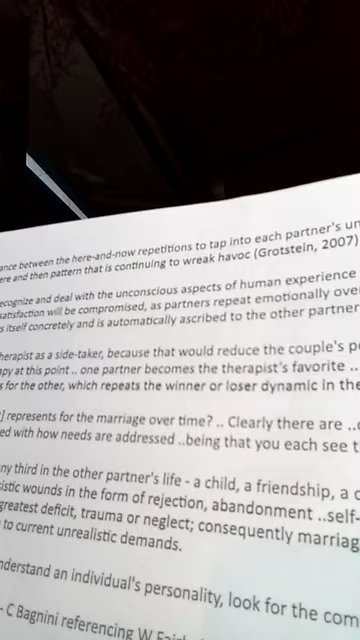 ance between the here-and-now repetitions to tap into each partner's un
ere and then pattern that is continuing to wreak havoc (Grotstein, 2007)
ecognize and deal with the unconscious aspects of human experience
satisfaction will be compromised, as partners repeat emotionally ove
s itself concretely and is automatically ascribed to the other partner
herapist as a side-taker, because that would reduce the couple's p
apy at this point .. one partner becomes the therapist's favorite ..
s for the other, which repeats the winner or loser dynamic in the
] represents for the marriage over time? .. Clearly there are ..
ed with how needs are addressed ..being that you each see t
ny third in the other partner's life - a child, a friendship, a c
istic wounds in the form of rejection, abandonment ..self-
greatest deficit, trauma or neglect; consequently marriag
to current unrealistic demands.
nderstand an individual's personality, look for the com
- C Bagnini referencing W